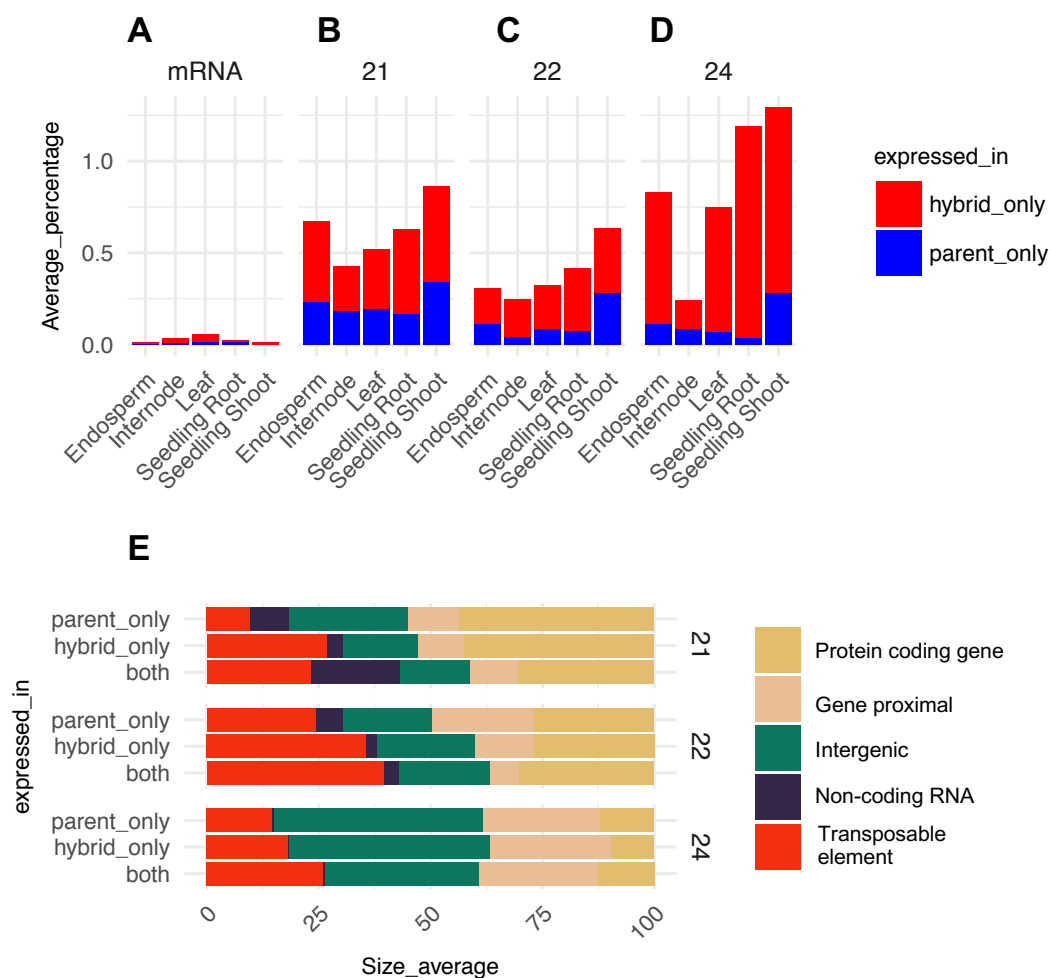 A B C D
mRNA 21 22 24
Average_percentage
1.0
0.5
0.0
Endosperm
Internode
Leaf
Seedling Root
Seedling Shoot
Endosperm
Internode
Leaf
Seedling Root
Seedling Shoot
Endosperm
Internode
Leaf
Seedling Root
Seedling Shoot
Endosperm
Internode
Leaf
Seedling Root
Seedling Shoot
expressed_in
hybrid_only
parent_only
E
expressed_in
parent_only
hybrid_only
both
21
parent_only
hybrid_only
both
22
parent_only
hybrid_only
both
24
0 25 50 75 100
Size_average
Protein coding gene
Gene proximal
Intergenic
Non-coding RNA
Transposable
element